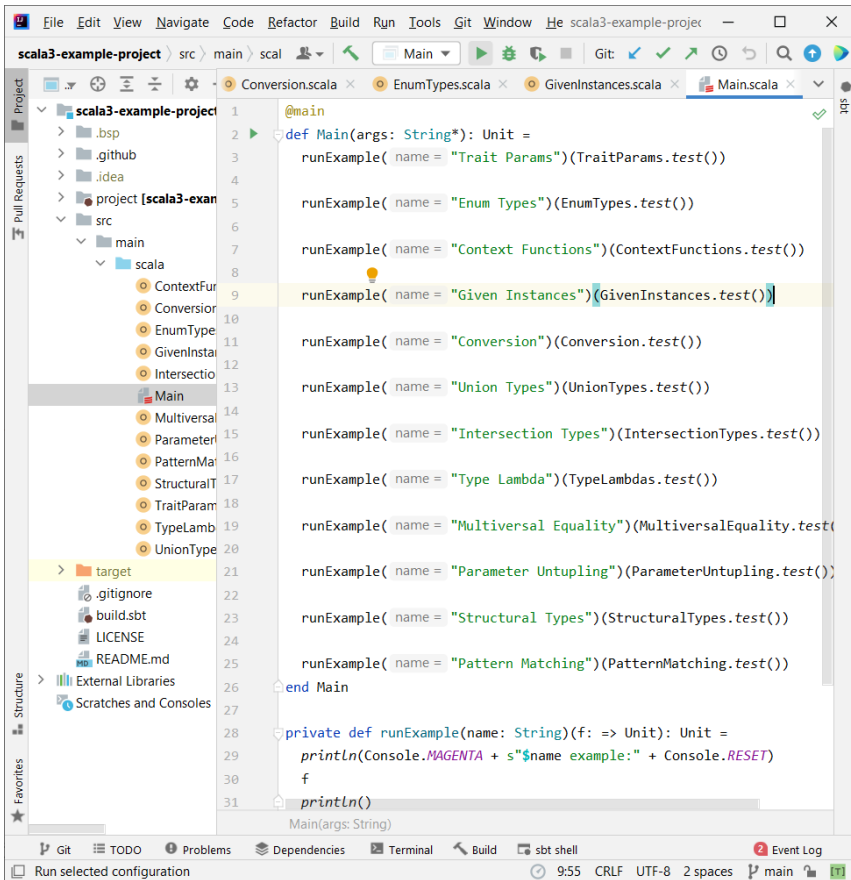 File Edit View Navigate Code Refactor Build Run Tools Git Window He scala3-example-projec
scala3-example-project src main scal Main Git:
Project
Conversion.scala EnumTypes.scala GivenInstances.scala Main.scala
sbt
Pull Requests
Structure
Favorites
scala3-example-project
.bsp
.github
.idea
project [scala3-exan
src
main
scala
ContextFur
Conversion
EnumType
GivenInstan
Intersectio
Main
Multiversal
Parameter
PatternMat
StructuralT
TraitParam
TypeLamb
UnionType
target
.gitignore
build.sbt
LICENSE
README.md
External Libraries
Scratches and Consoles
1 @main
2 def Main(args: String*): Unit =
3 runExample( name = "Trait Params")(TraitParams.test())
4
5 runExample( name = "Enum Types")(EnumTypes.test())
6
7 runExample( name = "Context Functions")(ContextFunctions.test())
8
9 runExample( name = "Given Instances")(GivenInstances.test())
10
11 runExample( name = "Conversion")(Conversion.test())
12
13 runExample( name = "Union Types")(UnionTypes.test())
14
15 runExample( name = "Intersection Types")(IntersectionTypes.test())
16
17 runExample( name = "Type Lambda")(TypeLambdas.test())
18
19 runExample( name = "Multiversal Equality")(MultiversalEquality.test(
20
21 runExample( name = "Parameter Untupling")(ParameterUntupling.test())
22
23 runExample( name = "Structural Types")(StructuralTypes.test())
24
25 runExample( name = "Pattern Matching")(PatternMatching.test())
26 end Main
27
28 private def runExample(name: String)(f: => Unit): Unit =
29 println(Console.MAGENTA + s"$name example:" + Console.RESET)
30 f
31 println()
Main(args: String)
Git TODO Problems Dependencies Terminal Build sbt shell 2 Event Log
Run selected configuration 9:55 CRLF UTF-8 2 spaces main [T]